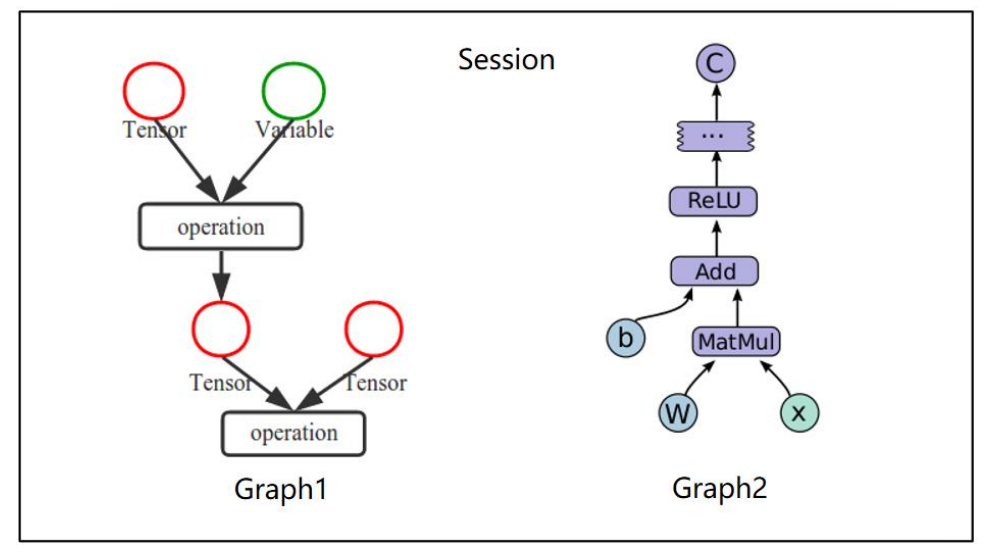 Session
Tensor
Variable
operation
Tensor
Tensor
operation
Graph1
C
...
ReLU
Add
b
MatMul
W
x
Graph2